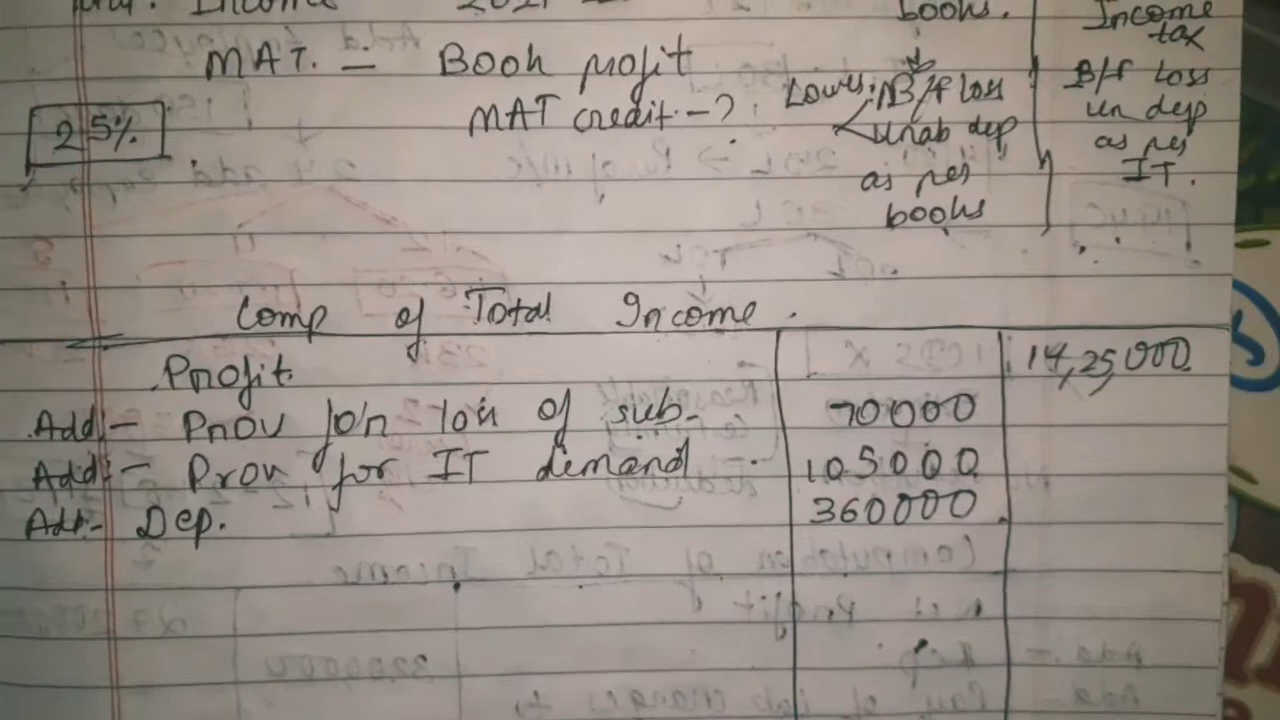 Income 2021
books. Income
tax
MAT. - Book profit
MAT credit - ?
25%
Lower. B/f loss
unab dep
as per
books
B/f Loss
un dep
as per
IT.
Comp of Total Income.
Profit. 14,25,000
Add:- Prov for loss of sub- 70000
Add:- Prov for IT demand 105000
Add:- Dep. 360000